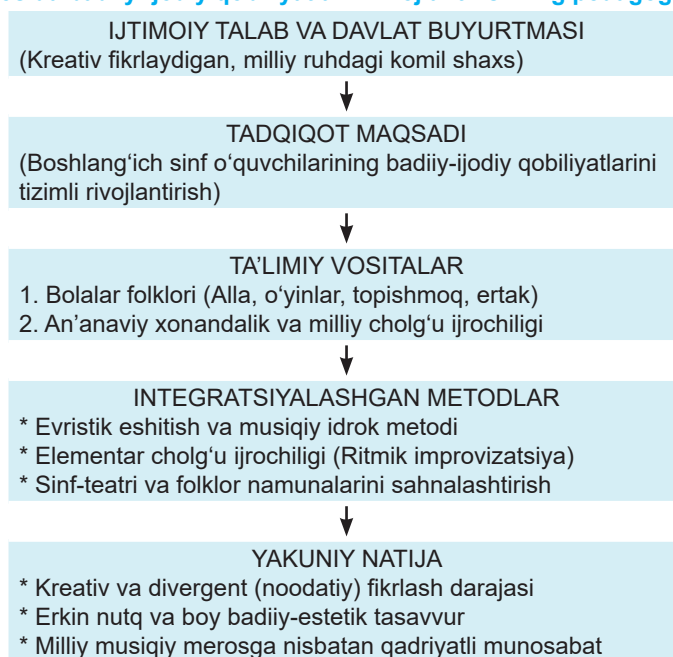 IJTIMOIY TALAB VA DAVLAT BUYURTMASI
(Kreativ fikrlaydigan, milliy ruhdagi komil shaxs)
TADQIQOT MAQSADI
(Boshlang‘ich sinf o‘quvchilarining badiiy-ijodiy qobiliyatlarini
tizimli rivojlantirish)
TA’LIMIY VOSITALAR
1. Bolalar folklori (Alla, o‘yinlar, topishmoq, ertak)
2. An’anaviy xonandalik va milliy cholg‘u ijrochiligi
INTEGRATSIYALASHGAN METODLAR
* Evristik eshitish va musiqiy idrok metodi
* Elementar cholg‘u ijrochiligi (Ritmik improvizatsiya)
* Sinf-teatri va folklor namunalarini sahnalashtirish
YAKUNIY NATIJA
* Kreativ va divergent (noodatiy) fikrlash darajasi
* Erkin nutq va boy badiiy-estetik tasavvur
* Milliy musiqiy merosga nisbatan qadriyatli munosabat